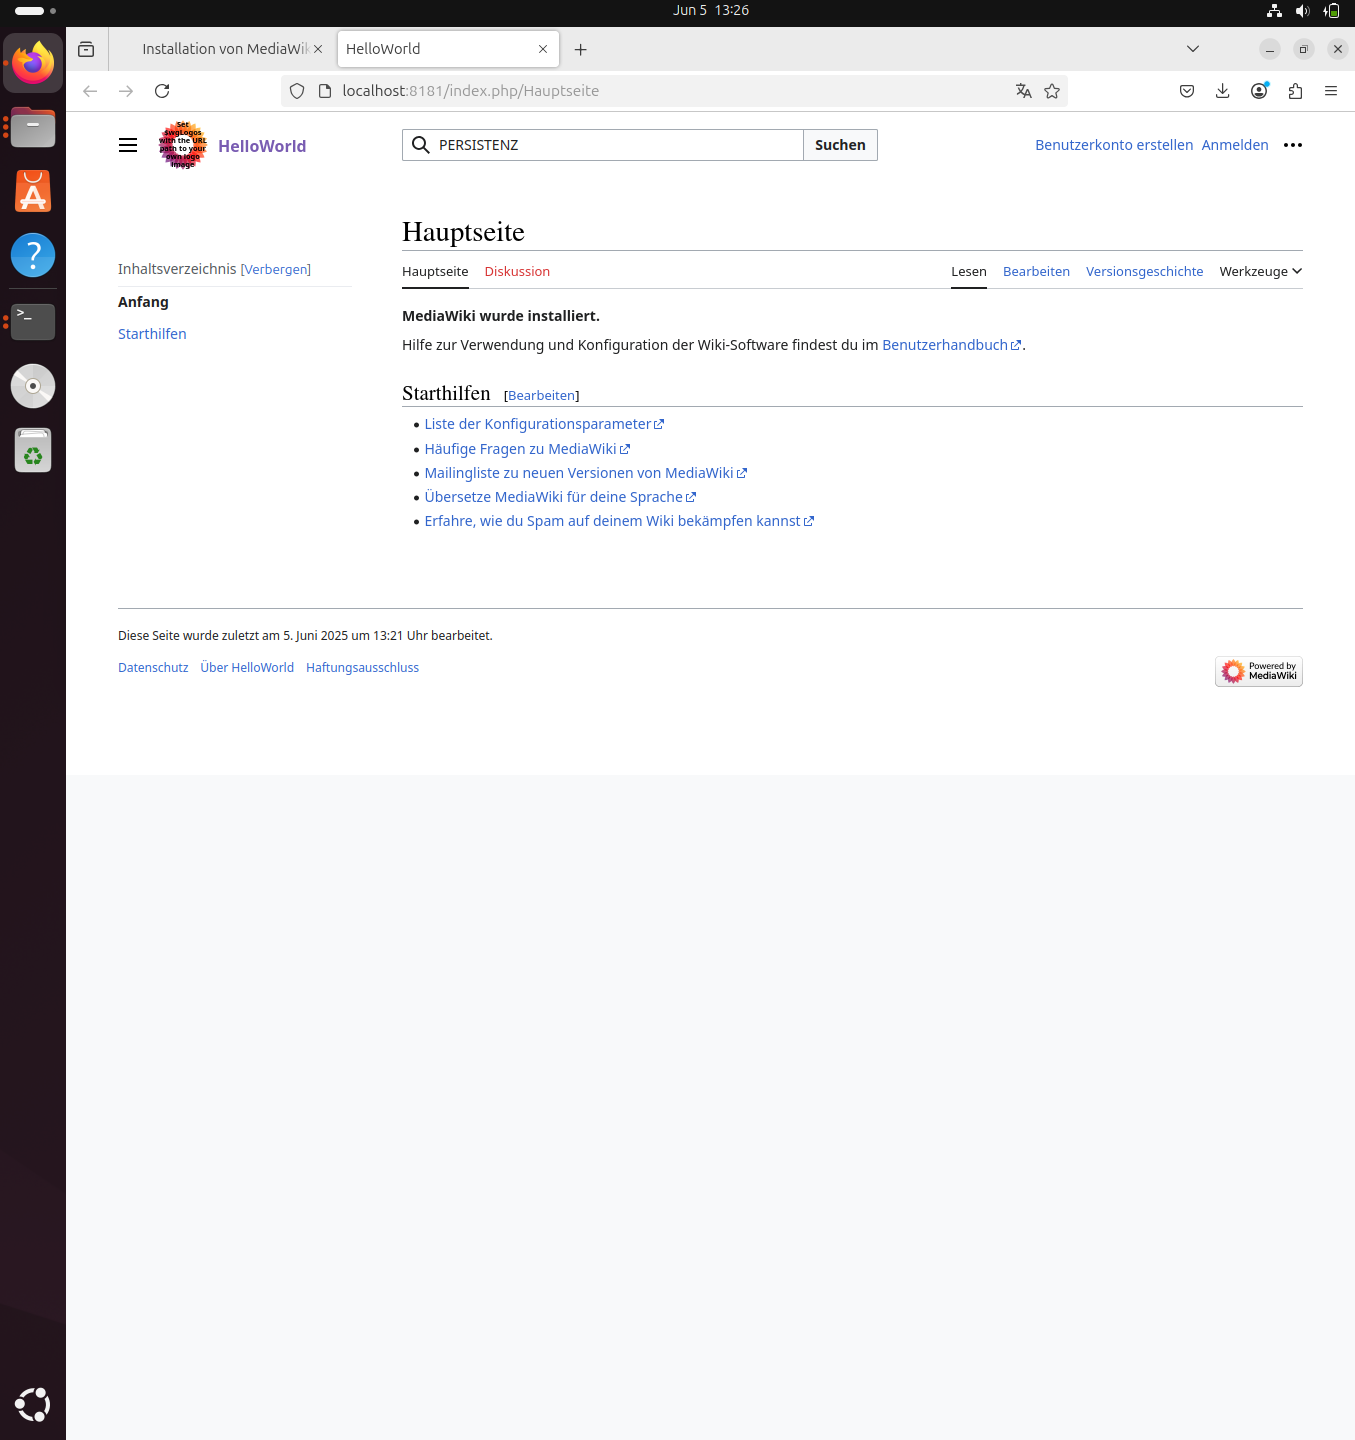 Jun 5 13:26
Installation von MediaWik
HelloWorld
localhost:8181/index.php/Hauptseite
Set
$wgLogos
with the URL
path to your
own logo
image
HelloWorld
PERSISTENZ
Suchen
Benutzerkonto erstellen Anmelden
Hauptseite
Inhaltsverzeichnis [Verbergen]
Anfang
Starthilfen
Hauptseite Diskussion
Lesen Bearbeiten Versionsgeschichte Werkzeuge
MediaWiki wurde installiert.
Hilfe zur Verwendung und Konfiguration der Wiki-Software findest du im Benutzerhandbuch.
Starthilfen [Bearbeiten]
• Liste der Konfigurationsparameter
• Häufige Fragen zu MediaWiki
• Mailingliste zu neuen Versionen von MediaWiki
• Übersetze MediaWiki für deine Sprache
• Erfahre, wie du Spam auf deinem Wiki bekämpfen kannst
Diese Seite wurde zuletzt am 5. Juni 2025 um 13:21 Uhr bearbeitet.
Datenschutz Über HelloWorld Haftungsausschluss
Powered by
MediaWiki